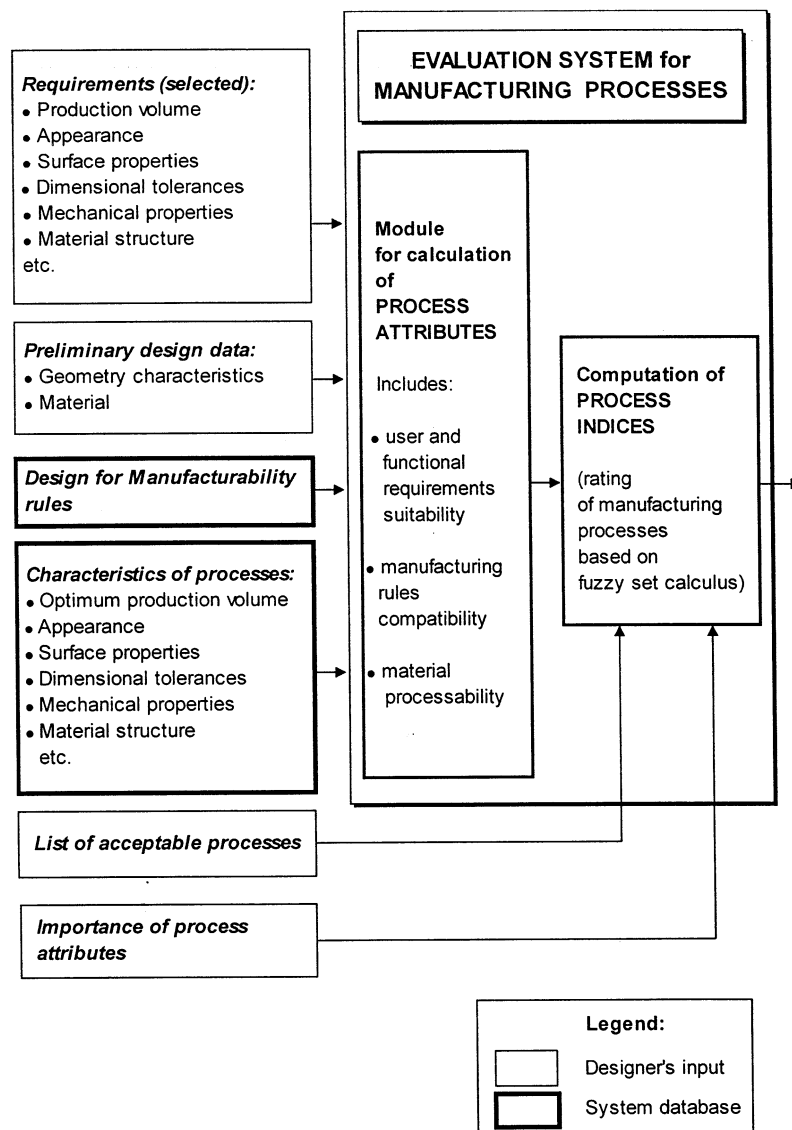 EVALUATION SYSTEM for
MANUFACTURING PROCESSES
Requirements (selected):
• Production volume
• Appearance
• Surface properties
• Dimensional tolerances
• Mechanical properties
• Material structure
etc.
Preliminary design data:
• Geometry characteristics
• Material
Design for Manufacturability
rules
Characteristics of processes:
• Optimum production volume
• Appearance
• Surface properties
• Dimensional tolerances
• Mechanical properties
• Material structure
etc.
List of acceptable processes
Importance of process
attributes
Module
for calculation
of
PROCESS
ATTRIBUTES
Includes:
• user and
functional
requirements
suitability
• manufacturing
rules
compatibility
• material
processability
Computation of
PROCESS
INDICES
(rating
of manufacturing
processes
based on
fuzzy set calculus)
Legend:
Designer's input
System database